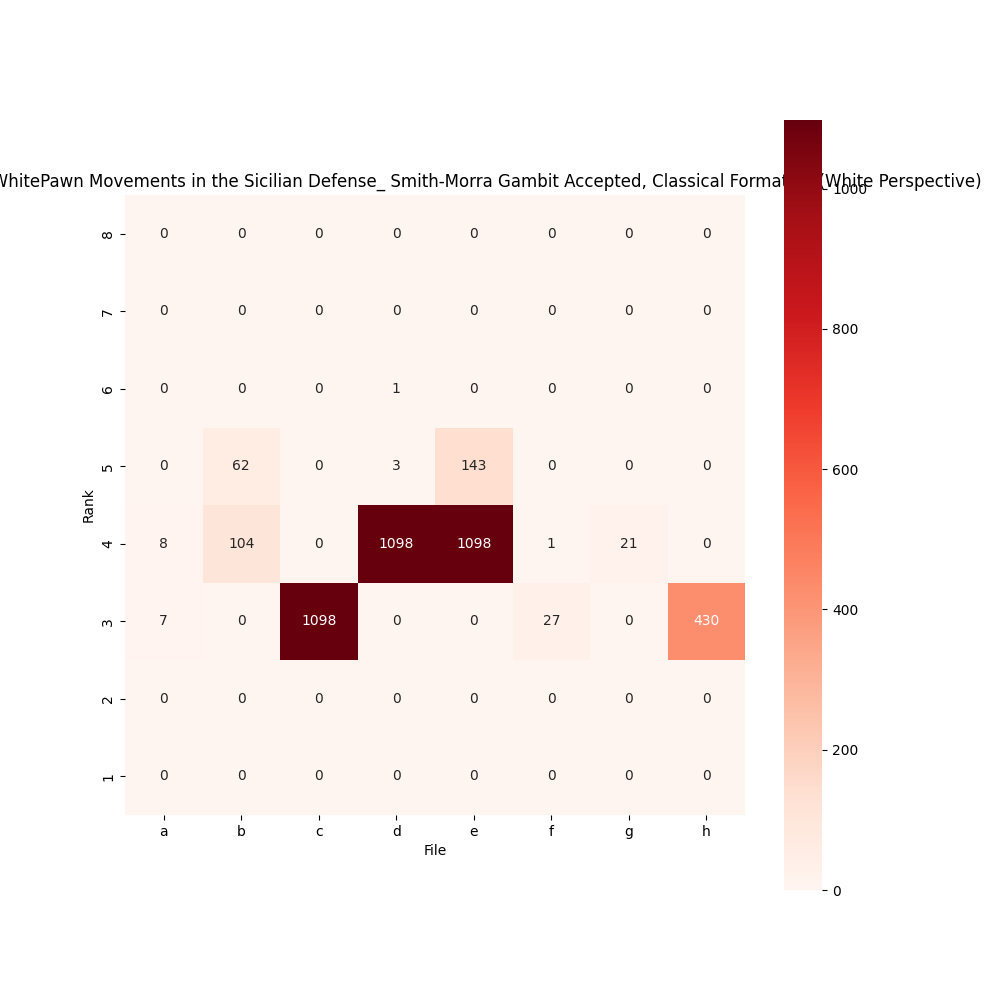 WhitePawn Movements in the Sicilian Defense_ Smith-Morra Gambit Accepted, Classical Format (White Perspective)
1000
8 0 0 0 0 0 0 0 0
7 0 0 0 0 0 0 0 0
800
6 0 0 0 1 0 0 0 0
5 0 62 0 3 143 0 0 0
600
Rank
4 8 104 0 1098 1098 1 21 0
3 7 0 1098 0 0 27 0 430
400
2 0 0 0 0 0 0 0 0
200
1 0 0 0 0 0 0 0 0
a b c d e f g h
File
0